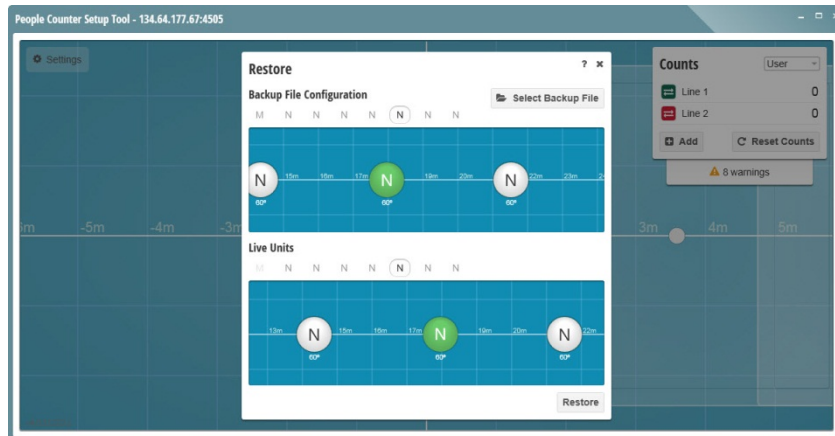 People Counter Setup Tool - 134.64.177.67:4505
Settings
Restore ? ×
Backup File Configuration
Select Backup File
M N N N N N N N
15m 16m 17m 19m 20m 22m 23m
N N N
60° 60° 60°
Live Units
M N N N N N N N
13m 15m 16m 17m 19m 20m 22m
N N N
60° 60° 60°
Restore
Counts User
Line 1 0
Line 2 0
Add Reset Counts
8 warnings
-5m -4m -3m 3m 4m 5m